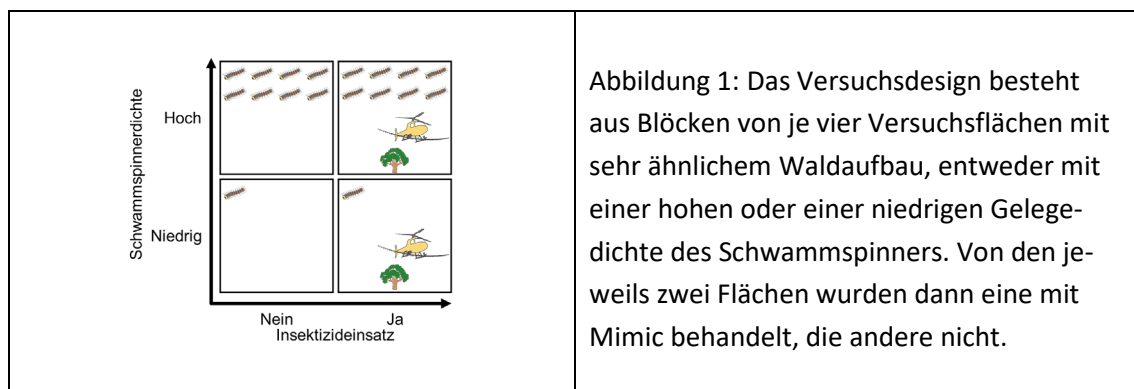 Schwammspinnerdichte
Hoch
Niedrig
Nein
Ja
Insektizideinsatz
Abbildung 1: Das Versuchsdesign besteht
aus Blöcken von je vier Versuchsflächen mit
sehr ähnlichem Waldaufbau, entweder mit
einer hohen oder einer niedrigen Gelege-
dichte des Schwammspinners. Von den je-
weils zwei Flächen wurden dann eine mit
Mimic behandelt, die andere nicht.